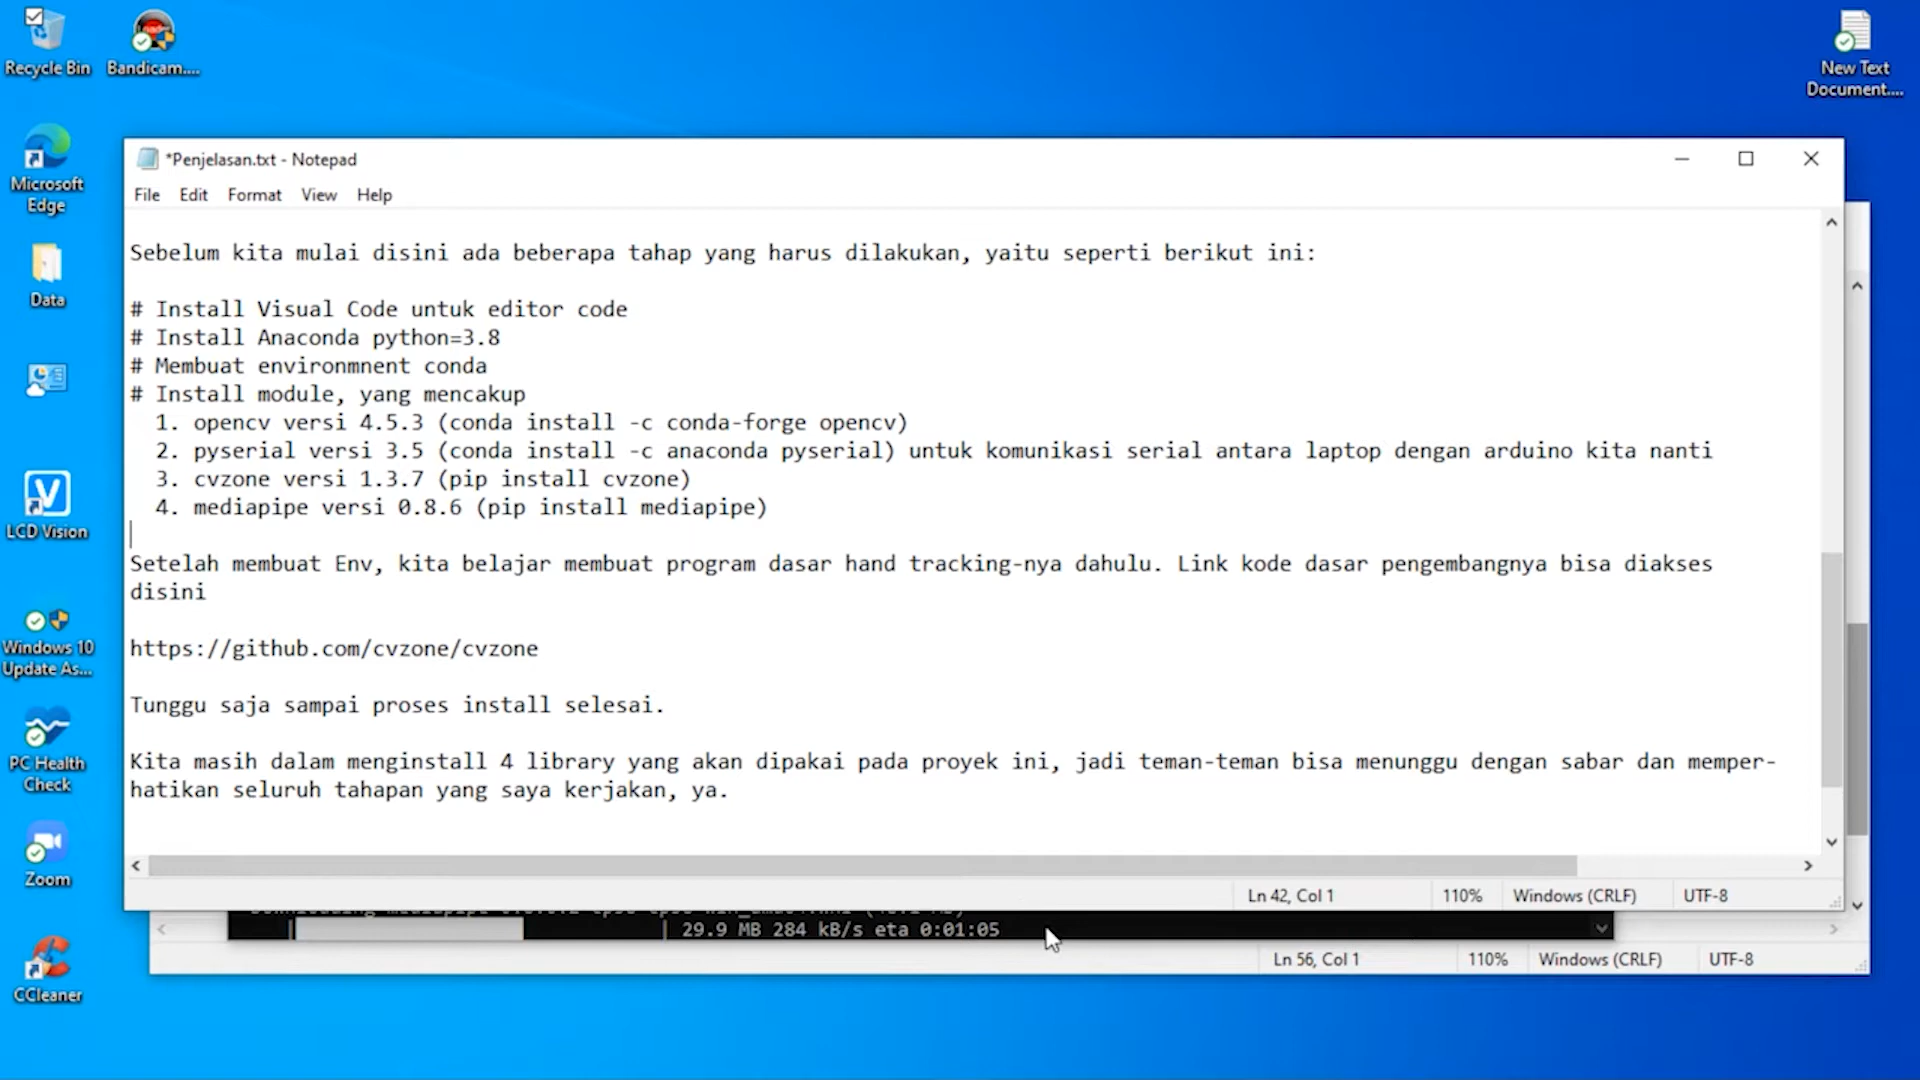 Recycle Bin
Bandicam....
New Text
Document....
Microsoft
Edge
Data
LCD Vision
Windows 10
Update As...
PC Health
Check
Zoom
CCleaner
*Penjelasan.txt - Notepad
File Edit Format View Help
Sebelum kita mulai disini ada beberapa tahap yang harus dilakukan, yaitu seperti berikut ini:
# Install Visual Code untuk editor code
# Install Anaconda python=3.8
# Membuat environmnent conda
# Install module, yang mencakup
1. opencv versi 4.5.3 (conda install -c conda-forge opencv)
2. pyserial versi 3.5 (conda install -c anaconda pyserial) untuk komunikasi serial antara laptop dengan arduino kita nanti
3. cvzone versi 1.3.7 (pip install cvzone)
4. mediapipe versi 0.8.6 (pip install mediapipe)
Setelah membuat Env, kita belajar membuat program dasar hand tracking-nya dahulu. Link kode dasar pengembangnya bisa diakses
disini
https://github.com/cvzone/cvzone
Tunggu saja sampai proses install selesai.
Kita masih dalam menginstall 4 library yang akan dipakai pada proyek ini, jadi teman-teman bisa menunggu dengan sabar dan memper-
hatikan seluruh tahapan yang saya kerjakan, ya.
Ln 42, Col 1 110% Windows (CRLF) UTF-8
| 29.9 MB 284 kB/s eta 0:01:05
Ln 56, Col 1 110% Windows (CRLF) UTF-8